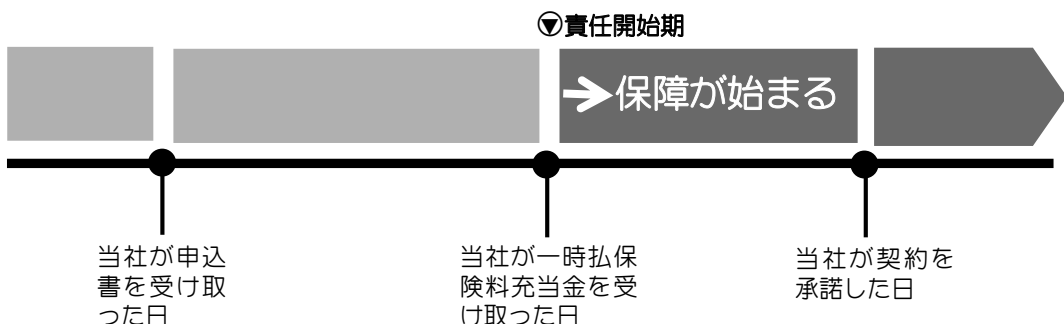 ▼責任開始期
→保障が始まる
当社が申込
書を受け取
った日
当社が一時払保
険料充当金を受
け取った日
当社が契約を
承諾した日